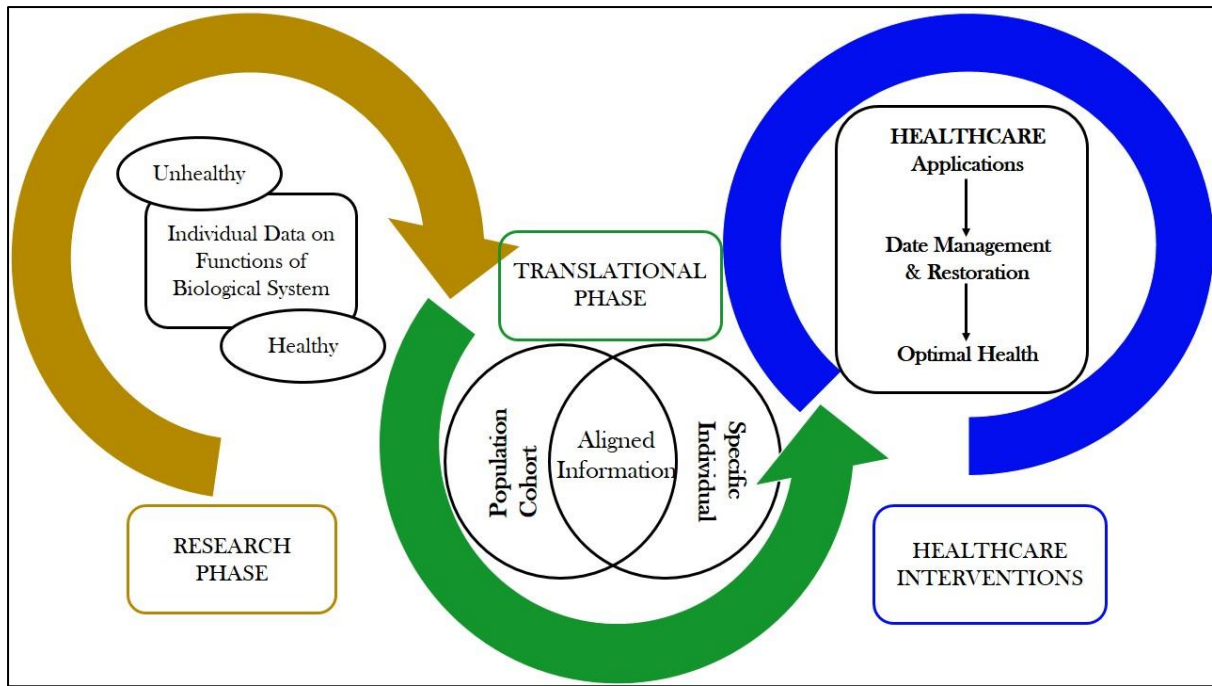 Unhealthy
Individual Data on
Functions of
Biological System
Healthy
RESEARCH
PHASE
TRANSLATIONAL
PHASE
Population
Cohort
Aligned
Information
Specific
Individual
HEALTHCARE
Applications
Date Management
& Restoration
Optimal Health
HEALTHCARE
INTERVENTIONS